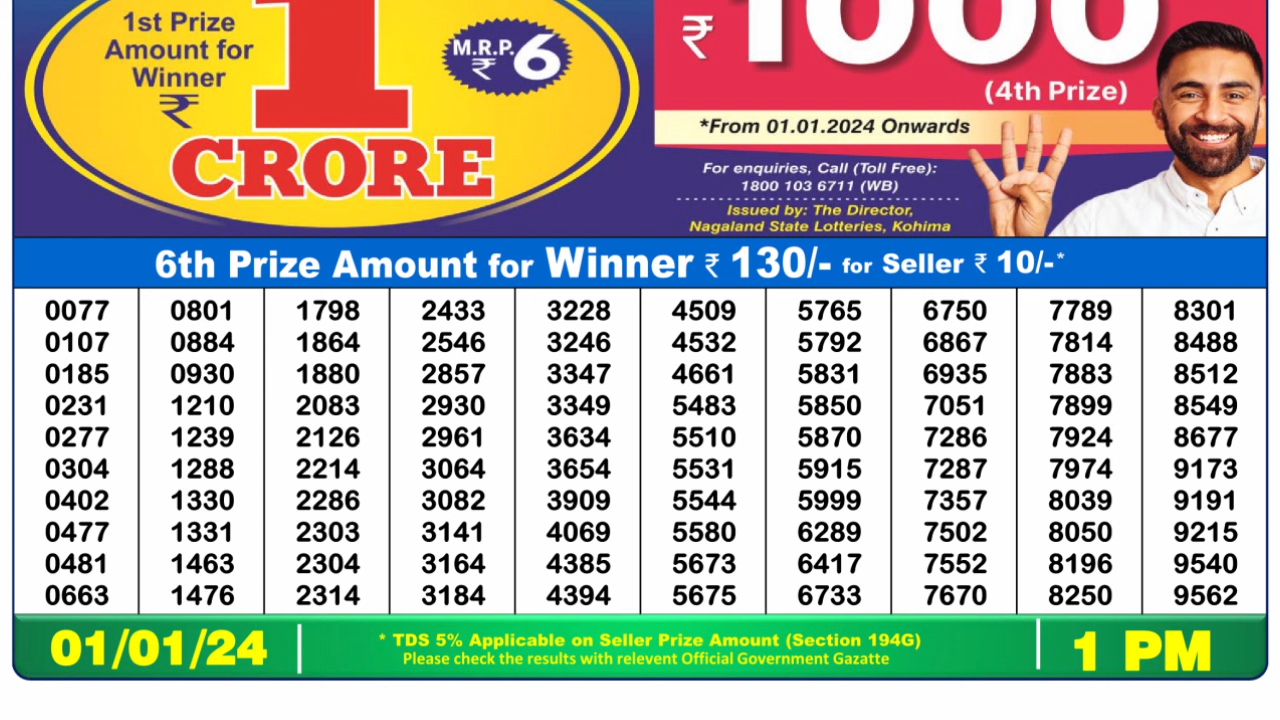 1st Prize
Amount for
Winner
₹
1
CRORE
M.R.P.
₹ 6
₹ 1000
(4th Prize)
*From 01.01.2024 Onwards
For enquiries, Call (Toll Free):
1800 103 6711 (WB)
Issued by: The Director,
Nagaland State Lotteries, Kohima
6th Prize Amount for Winner ₹ 130/- for Seller ₹ 10/-*
0077 0801 1798 2433 3228 4509 5765 6750 7789 8301
0107 0884 1864 2546 3246 4532 5792 6867 7814 8488
0185 0930 1880 2857 3347 4661 5831 6935 7883 8512
0231 1210 2083 2930 3349 5483 5850 7051 7899 8549
0277 1239 2126 2961 3634 5510 5870 7286 7924 8677
0304 1288 2214 3064 3654 5531 5915 7287 7974 9173
0402 1330 2286 3082 3909 5544 5999 7357 8039 9191
0477 1331 2303 3141 4069 5580 6289 7502 8050 9215
0481 1463 2304 3164 4385 5673 6417 7552 8196 9540
0663 1476 2314 3184 4394 5675 6733 7670 8250 9562
01/01/24
* TDS 5% Applicable on Seller Prize Amount (Section 194G)
Please check the results with relevent Official Government Gazatte
1 PM